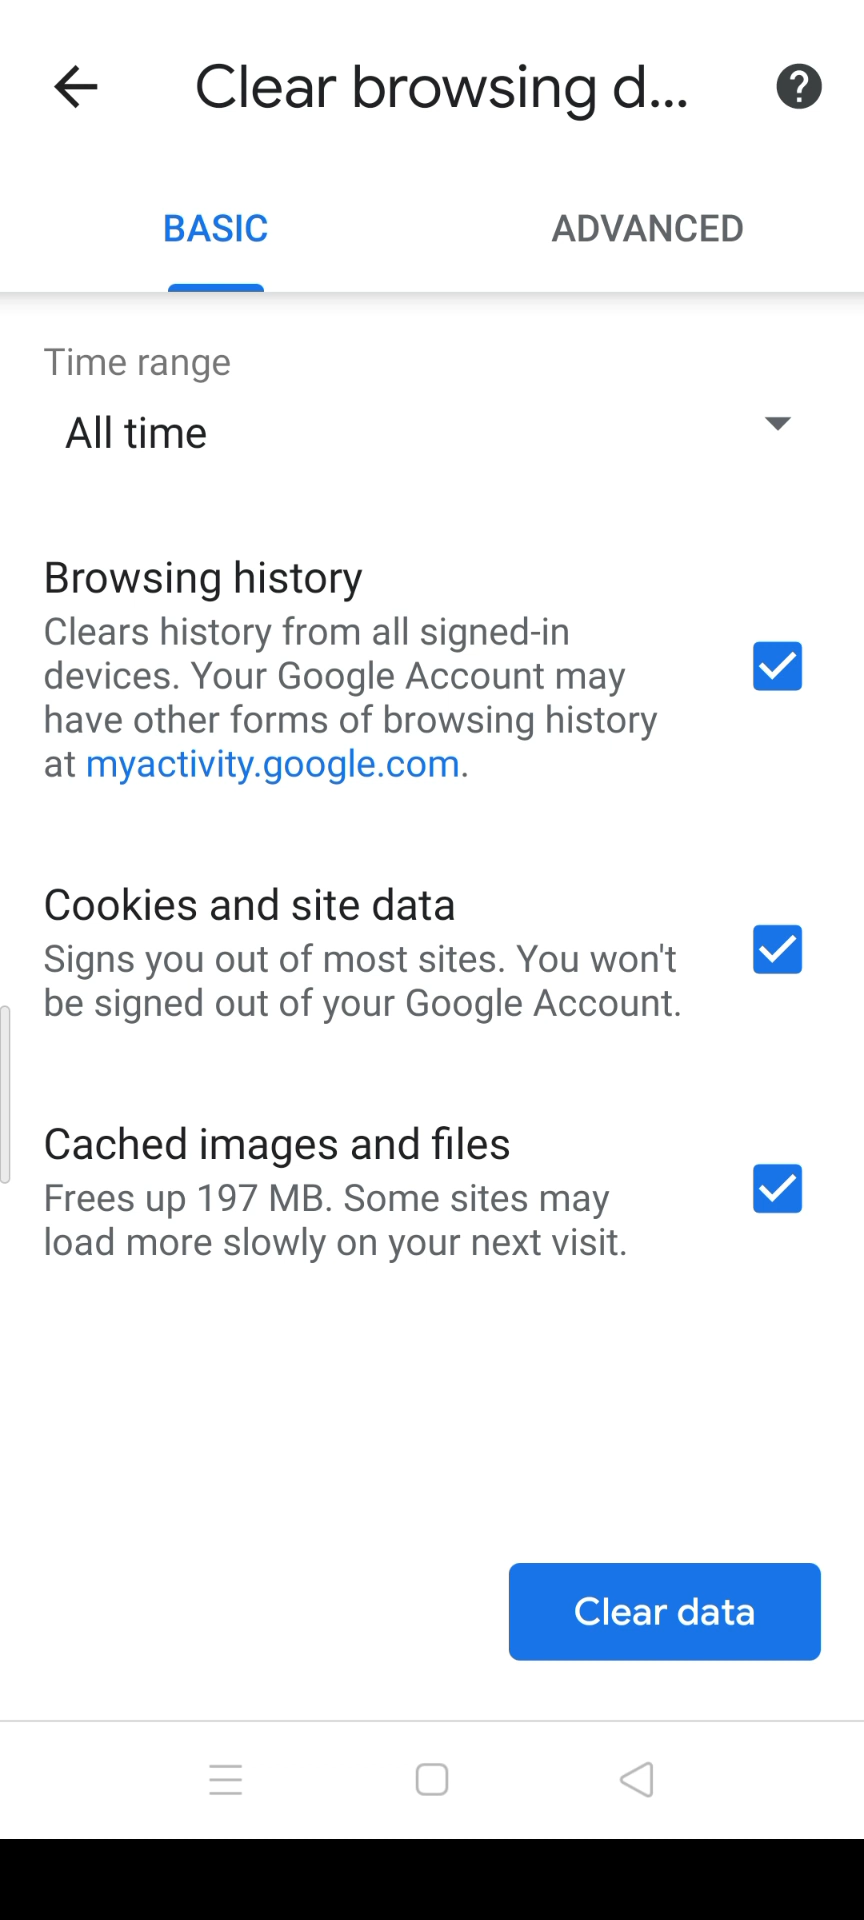 Clear browsing d...
BASIC
ADVANCED
Time range
All time
Browsing history
Clears history from all signed-in
devices. Your Google Account may
have other forms of browsing history
at myactivity.google.com.
Cookies and site data
Signs you out of most sites. You won't
be signed out of your Google Account.
Cached images and files
Frees up 197 MB. Some sites may
load more slowly on your next visit.
Clear data